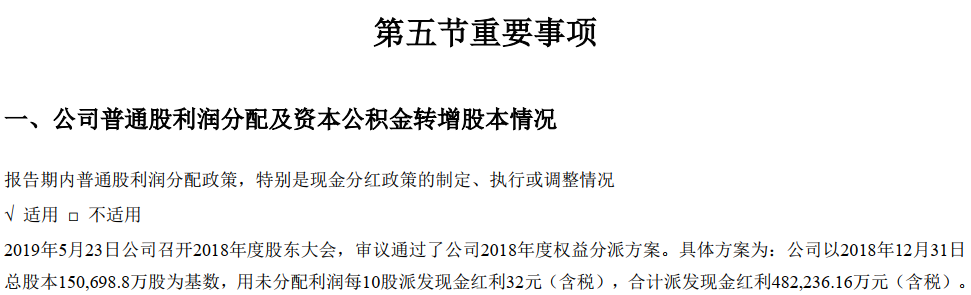 第五节重要事项
一、公司普通股利润分配及资本公积金转增股本情况
报告期内普通股利润分配政策，特别是现金分红政策的制定、执行或调整情况
√ 适用 □ 不适用
2019年5月23日公司召开2018年度股东大会，审议通过了公司2018年度权益分派方案。具体方案为：公司以2018年12月31日
总股本150,698.8万股为基数，用未分配利润每10股派发现金红利32元（含税），合计派发现金红利482,236.16万元（含税）。